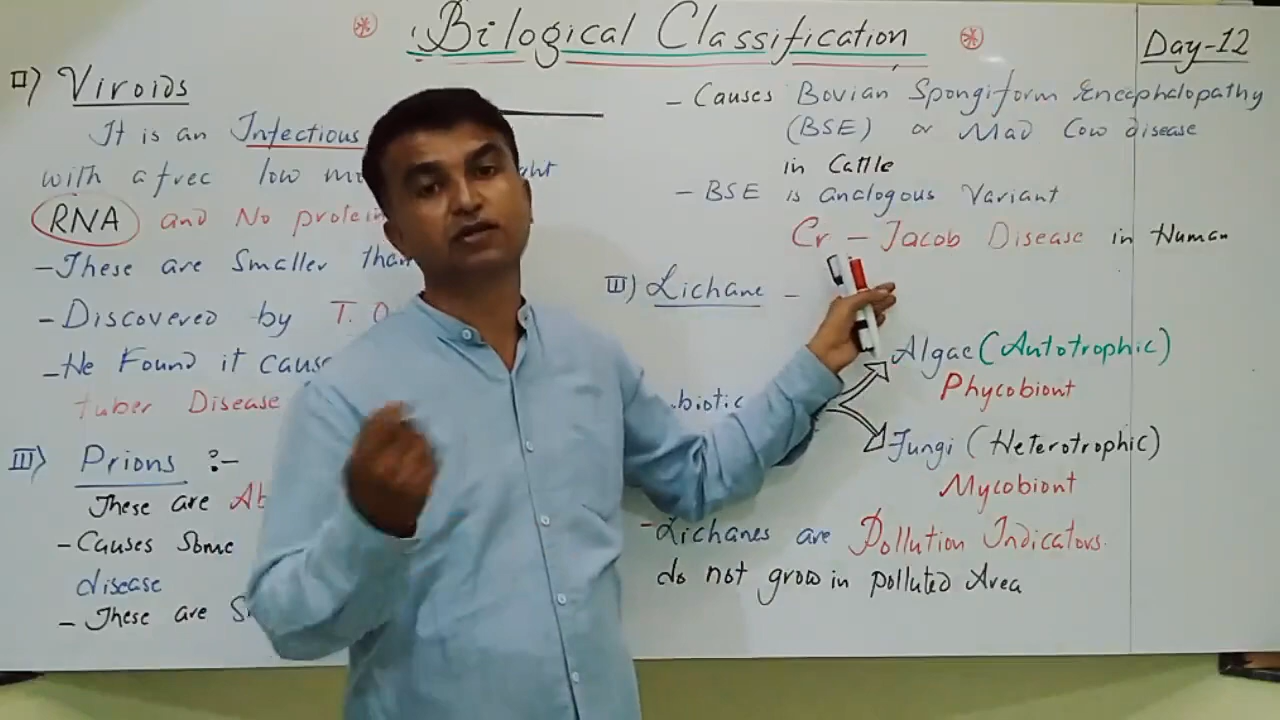 Bilogical Classification
Day-12
II) Viroids
It is an Infectious
with a free low
RNA and No protein
-These are Smaller than
-Discovered by T. O
-He Found it
tuber Disease
III) Prions :-
These are
-Causes Some
disease
-These are
- Causes Bovian Spongiform Encephalopathy
(BSE) or Mad Cow disease
in Cattle
- BSE is analogous Variant
Cr - Jacob Disease in Human
III) Lichane -
Algae (Autotrophic)
Phycobiont
Fungi (Heterotrophic)
Mycobiont
-Lichanes are Pollution Indicators.
do not grow in polluted Area